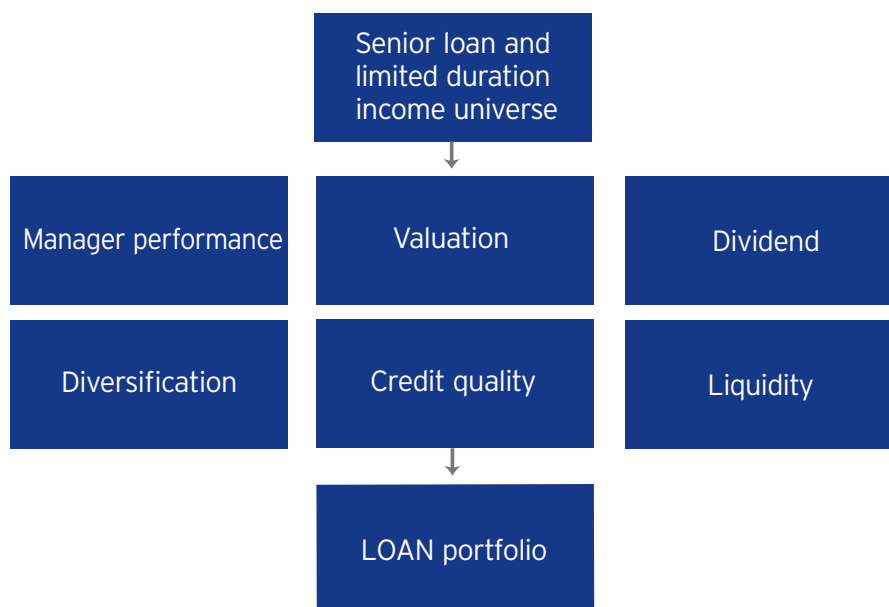 Senior loan and
limited duration
income universe
Manager performance
Valuation
Dividend
Diversification
Credit quality
Liquidity
LOAN portfolio